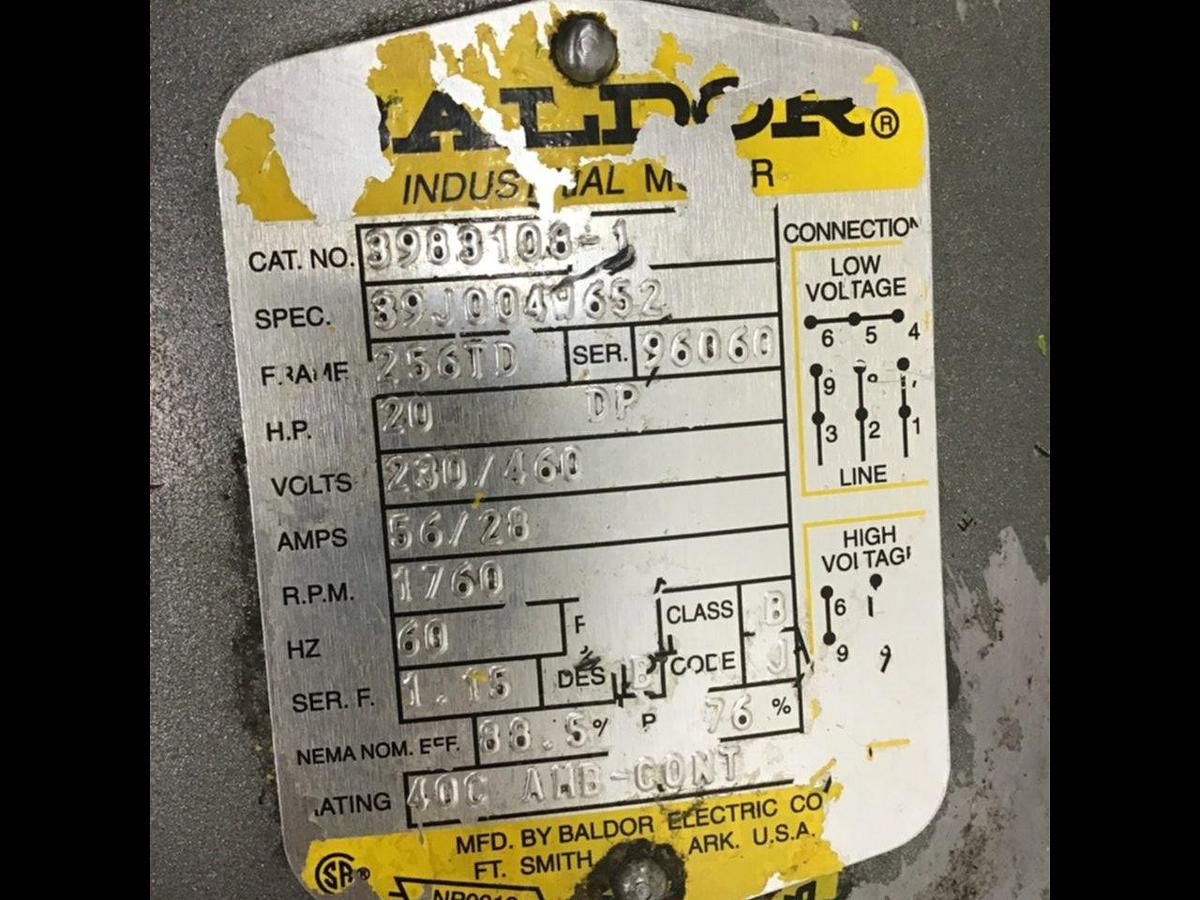 BALDOR®
INDUSTRIAL MOTOR
CAT. NO. 3983108-1
SPEC. 39J004W652
FRAME 256TD SER. 96060
H.P. 20 DP
VOLTS 230/460
AMPS 56/28
R.P.M. 1760
HZ 60 CLASS B
SER. F. 1.15 DES B CODE J
NEMA NOM. EFF. 88.5% P 76 %
RATING 40C AMB-CONT
MFD. BY BALDOR ELECTRIC CO
FT. SMITH ARK. U.S.A.
SA®
CONNECTION
LOW
VOLTAGE
6 5 4
9 8
3 2 1
LINE
HIGH
VOLTAGE
6
9